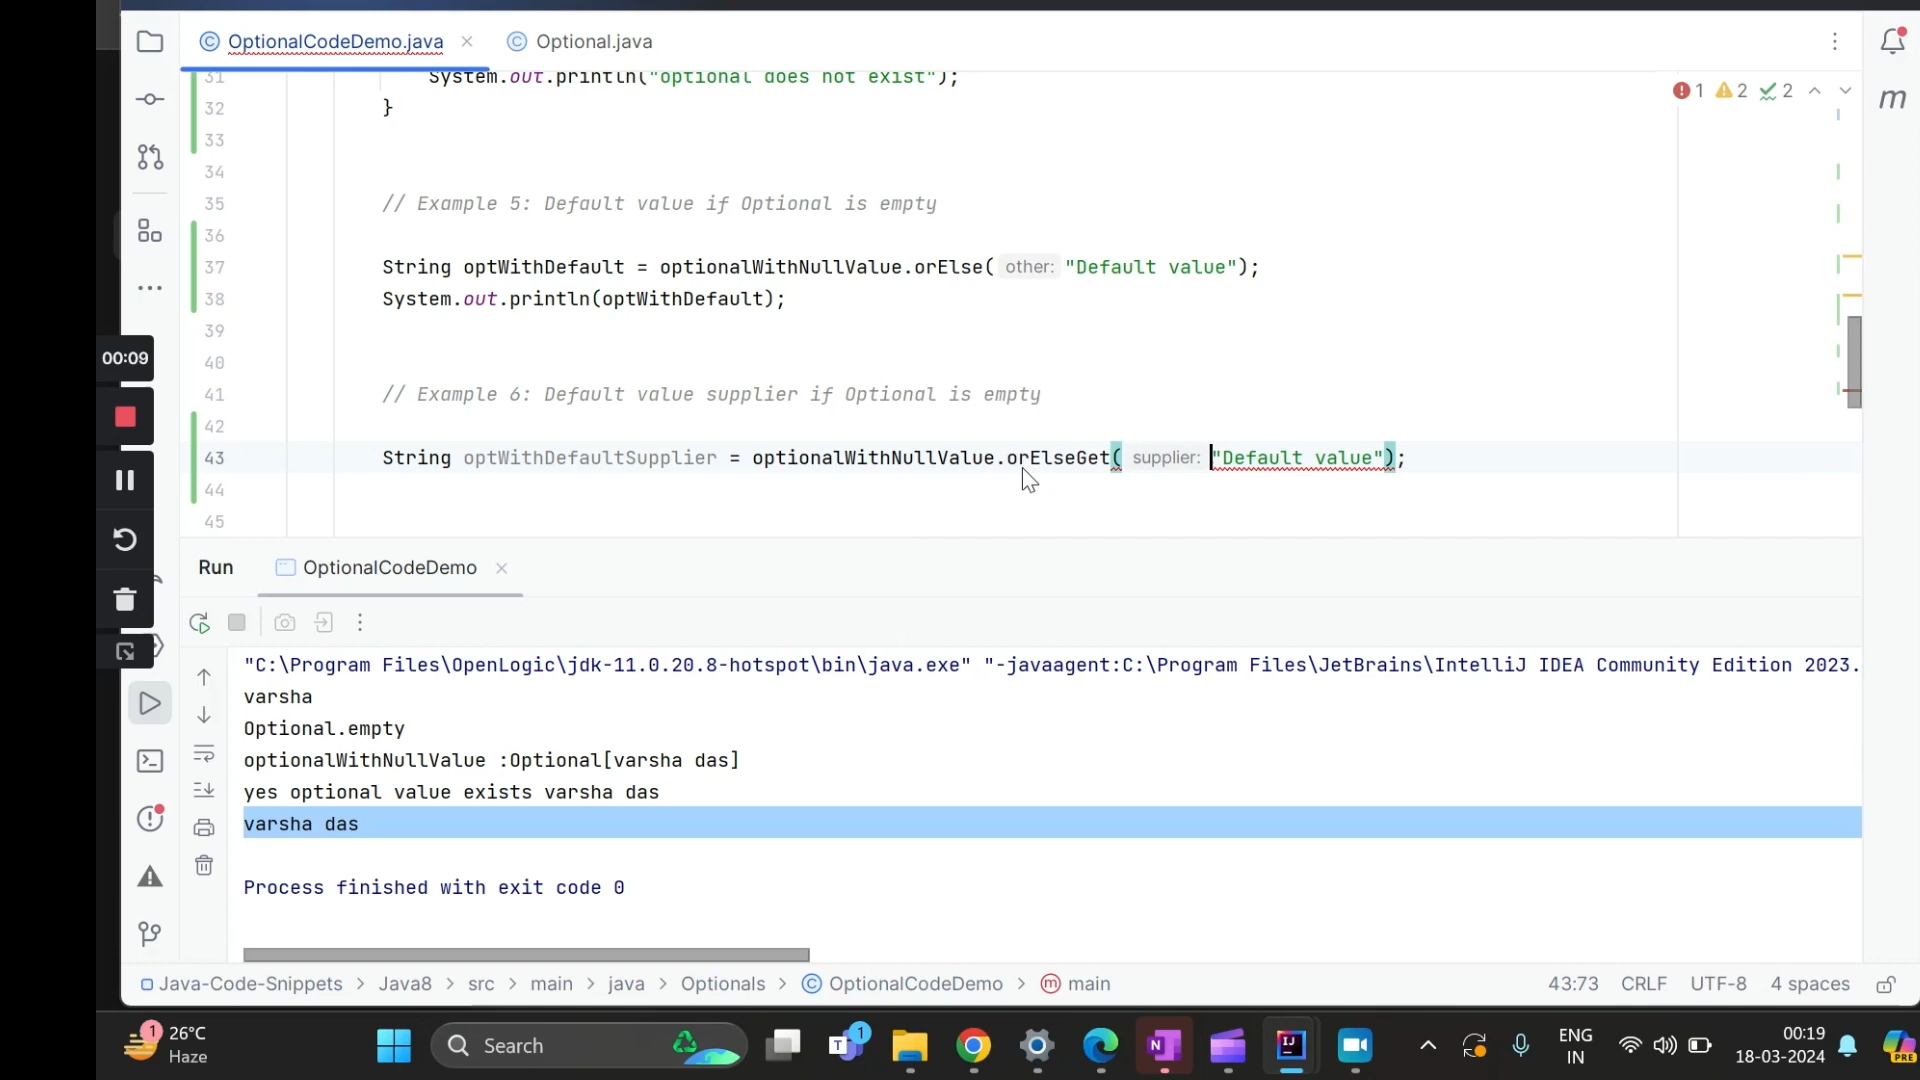 OptionalCodeDemo.java
Optional.java
31 System.out.println("optional does not exist");
32 }
33
34
35 // Example 5: Default value if Optional is empty
36
37 String optWithDefault = optionalWithNullValue.orElse( other: "Default value");
38 System.out.println(optWithDefault);
39
40
41 // Example 6: Default value supplier if Optional is empty
42
43 String optWithDefaultSupplier = optionalWithNullValue.orElseGet( supplier: "Default value");
44
45
1 2 2
m
00:09
Run OptionalCodeDemo
"C:\Program Files\OpenLogic\jdk-11.0.20.8-hotspot\bin\java.exe" "-javaagent:C:\Program Files\JetBrains\IntelliJ IDEA Community Edition 2023.
varsha
Optional.empty
optionalWithNullValue :Optional[varsha das]
yes optional value exists varsha das
varsha das
Process finished with exit code 0
Java-Code-Snippets > Java8 > src > main > java > Optionals > OptionalCodeDemo > main
43:73 CRLF UTF-8 4 spaces
1
26°C
Haze
Search
1
ENG
IN
00:19
18-03-2024
PRE